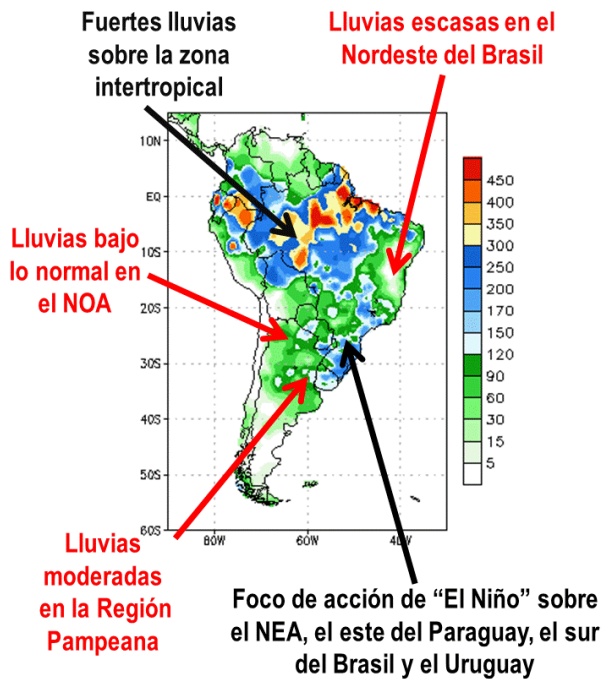 Fuertes lluvias
sobre la zona
intertropical
Lluvias escasas en el
Nordeste del Brasil
Lluvias bajo
lo normal en
el NOA
10N
EQ
10S
20S
30S
40S
50S
60S
80W
60W
40W
450
400
350
300
250
200
170
150
120
90
60
30
15
5
Lluvias
moderadas
en la Región
Pampeana
Foco de acción de “El Niño” sobre
el NEA, el este del Paraguay, el sur
del Brasil y el Uruguay